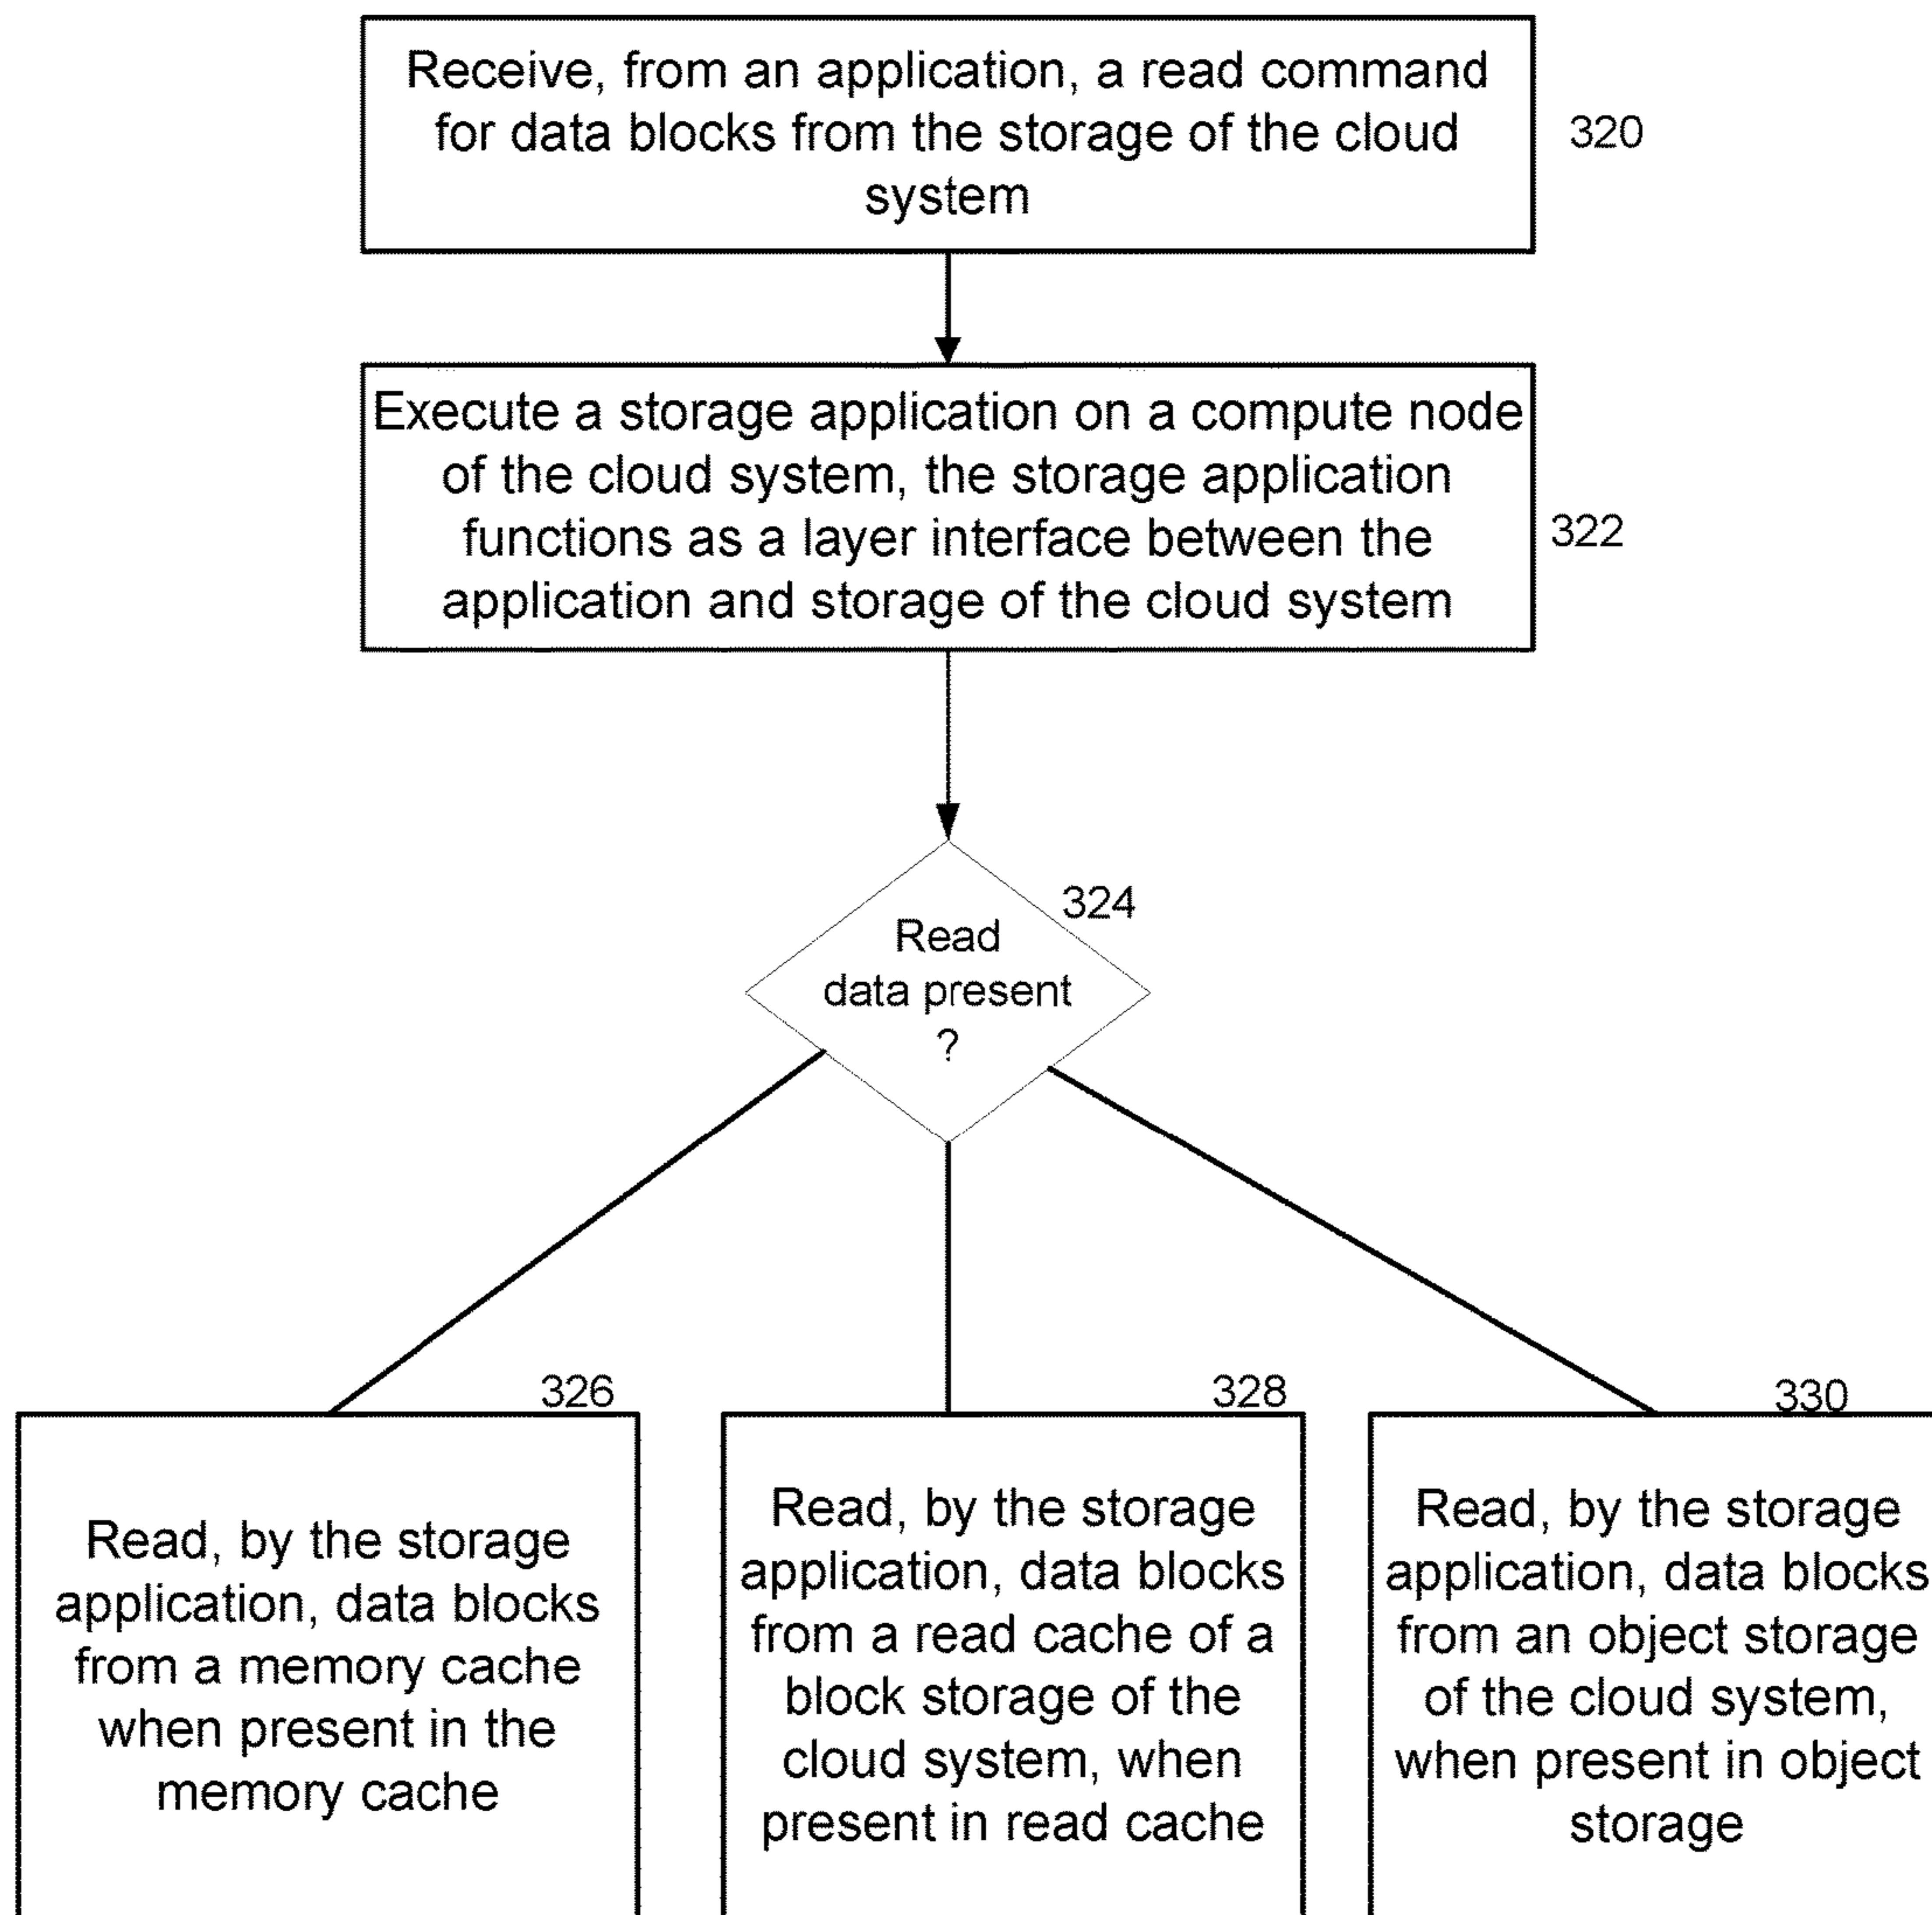 Receive, from an application, a read command
for data blocks from the storage of the cloud
system
320
Execute a storage application on a compute node
of the cloud system, the storage application
functions as a layer interface between the
application and storage of the cloud system
322
324
Read
data present
?
326
Read, by the storage
application, data blocks
from a memory cache
when present in the
memory cache
328
Read, by the storage
application, data blocks
from a read cache of a
block storage of the
cloud system, when
present in read cache
330
Read, by the storage
application, data blocks
from an object storage
of the cloud system,
when present in object
storage